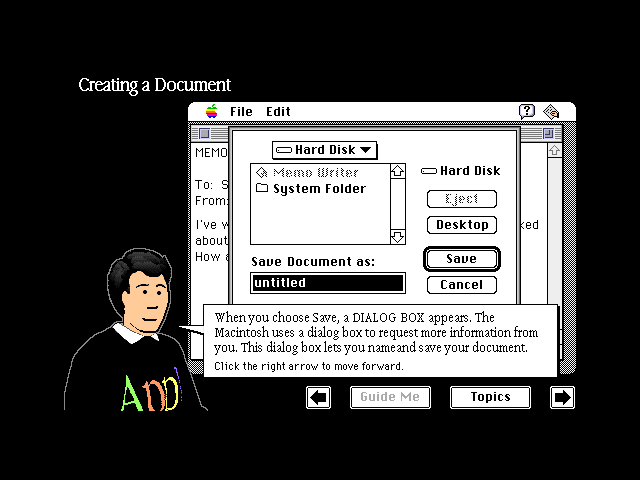 Creating a Document
File Edit
Hard Disk
MEMO
Memo Writer
System Folder
Hard Disk
Eject
Desktop
Save
Cancel
To: S
From:
I've w
ked
about
How a
Save Document as:
untitled
When you choose Save, a DIALOG BOX appears. The
Macintosh uses a dialog box to request more information from
you. This dialog box lets you name and save your document.
Click the right arrow to move forward.
Appl
Guide Me
Topics